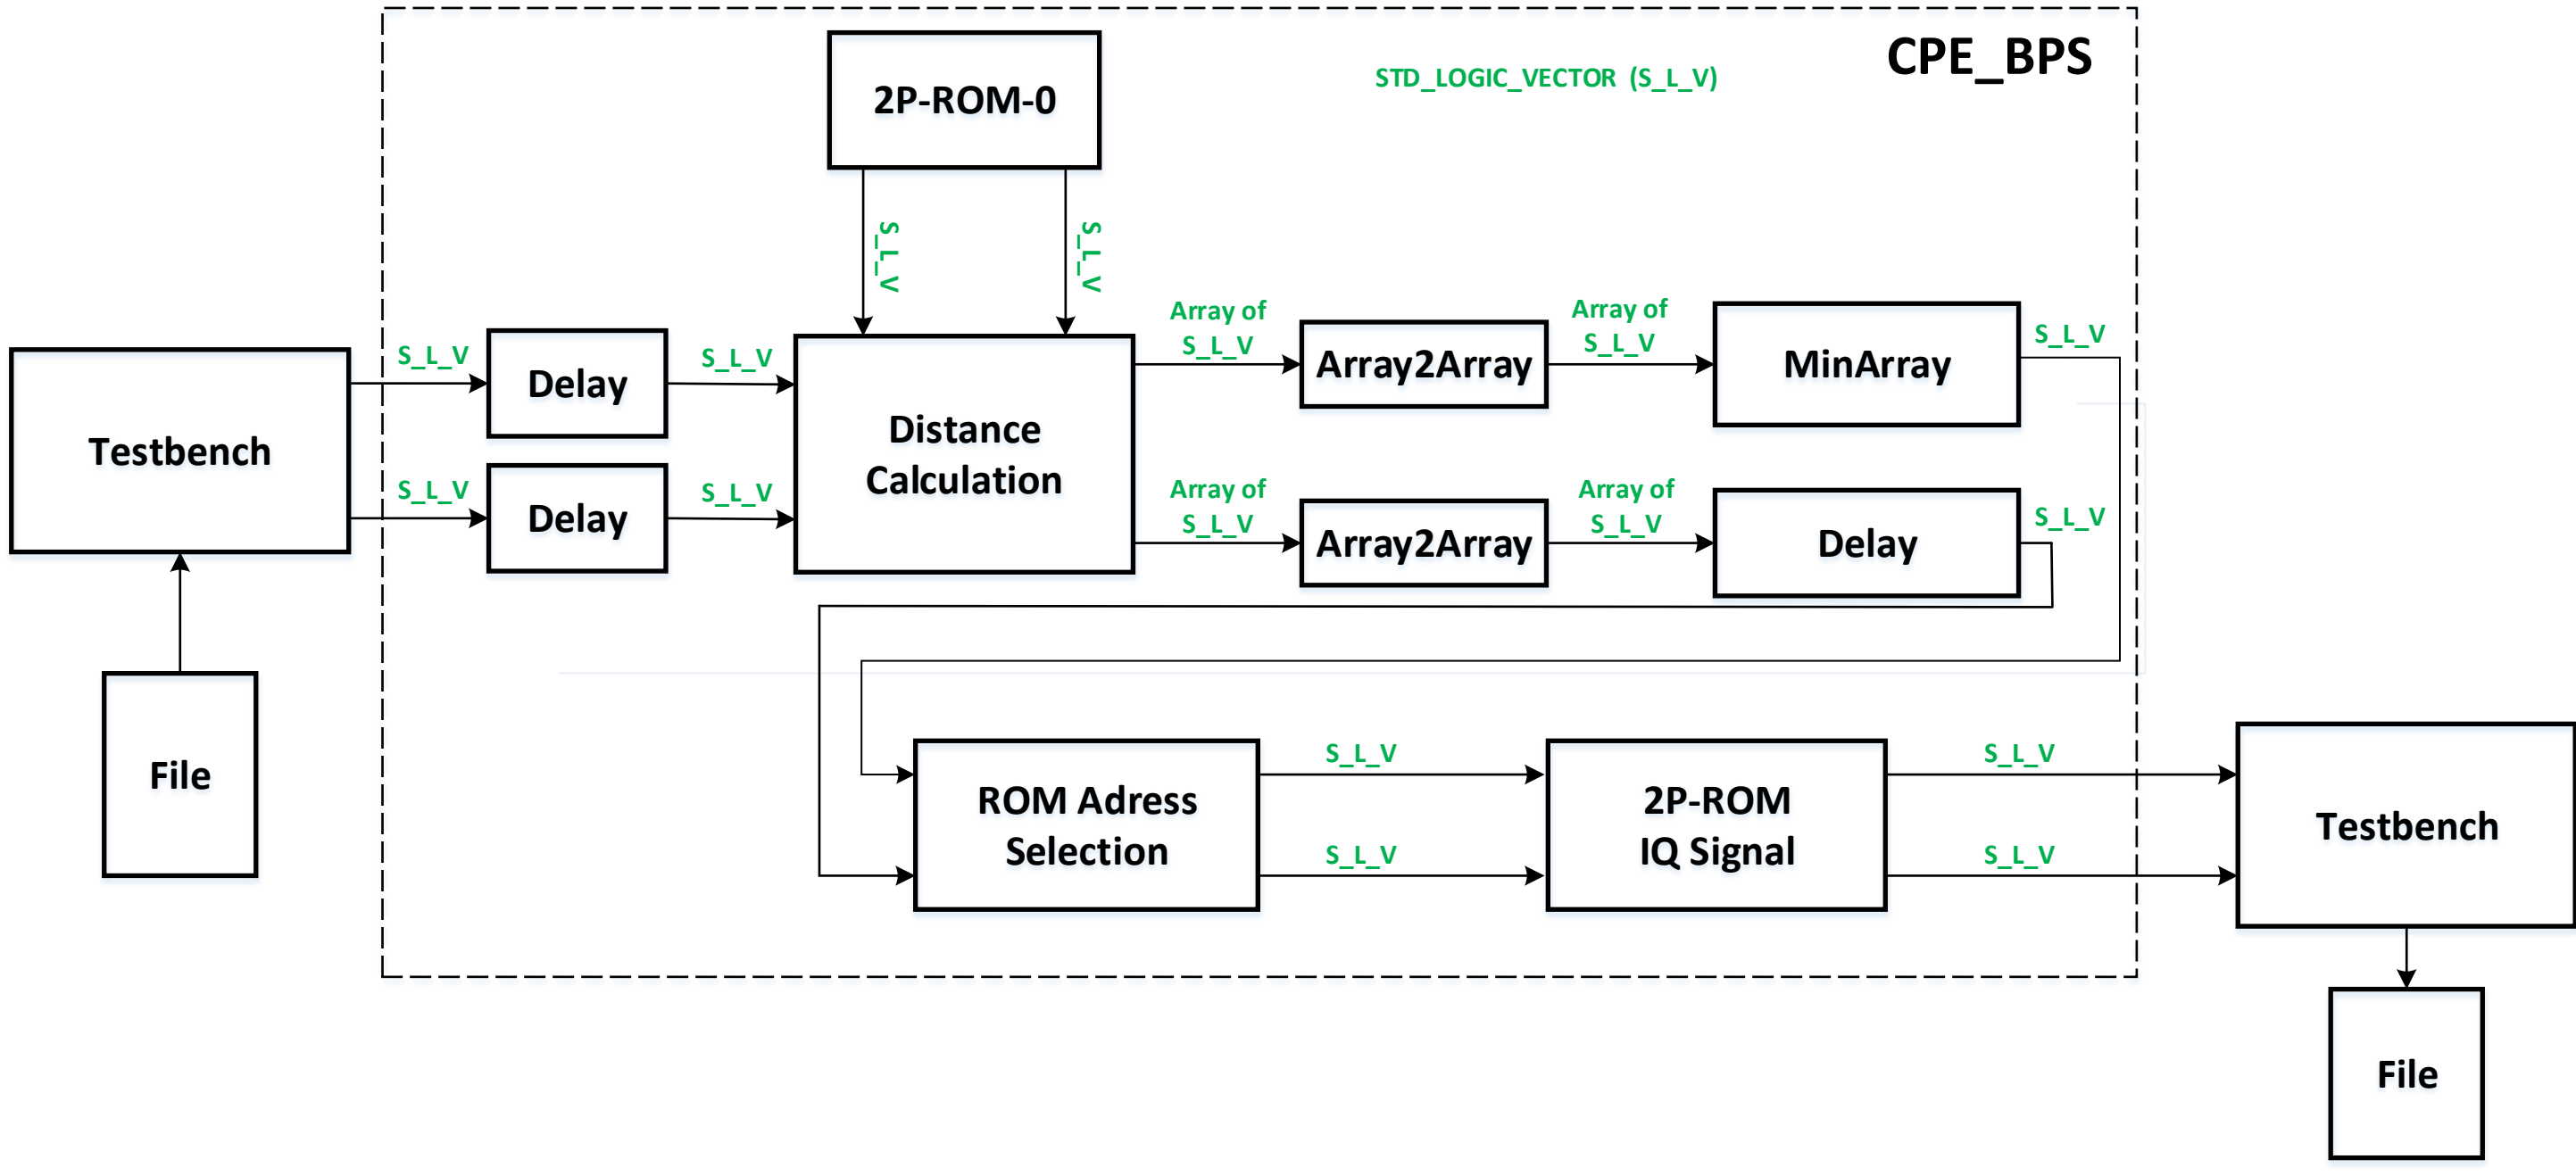 CPE_BPS
STD_LOGIC_VECTOR (S_L_V)
2P-ROM-0
S_L_V
S_L_V
Testbench
File
S_L_V
S_L_V
Delay
Delay
S_L_V
S_L_V
Distance
Calculation
Array of
S_L_V
Array2Array
Array of
S_L_V
MinArray
S_L_V
Array of
S_L_V
Array2Array
Array of
S_L_V
Delay
S_L_V
ROM Adress
Selection
S_L_V
S_L_V
2P-ROM
IQ Signal
S_L_V
S_L_V
Testbench
File